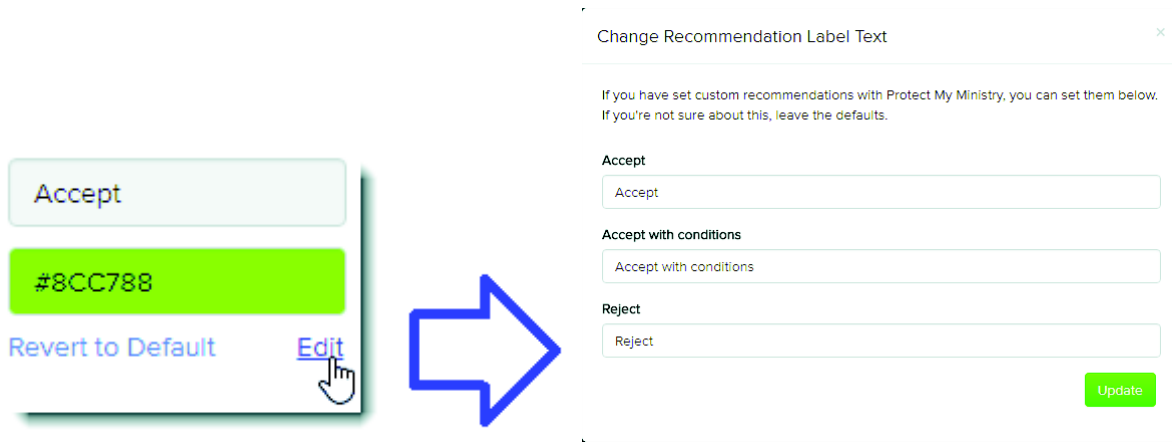 Accept
#8CC788
Revert to Default Edit
Change Recommendation Label Text ×
If you have set custom recommendations with Protect My Ministry, you can set them below.
If you're not sure about this, leave the defaults.
Accept
Accept
Accept with conditions
Accept with conditions
Reject
Reject
Update